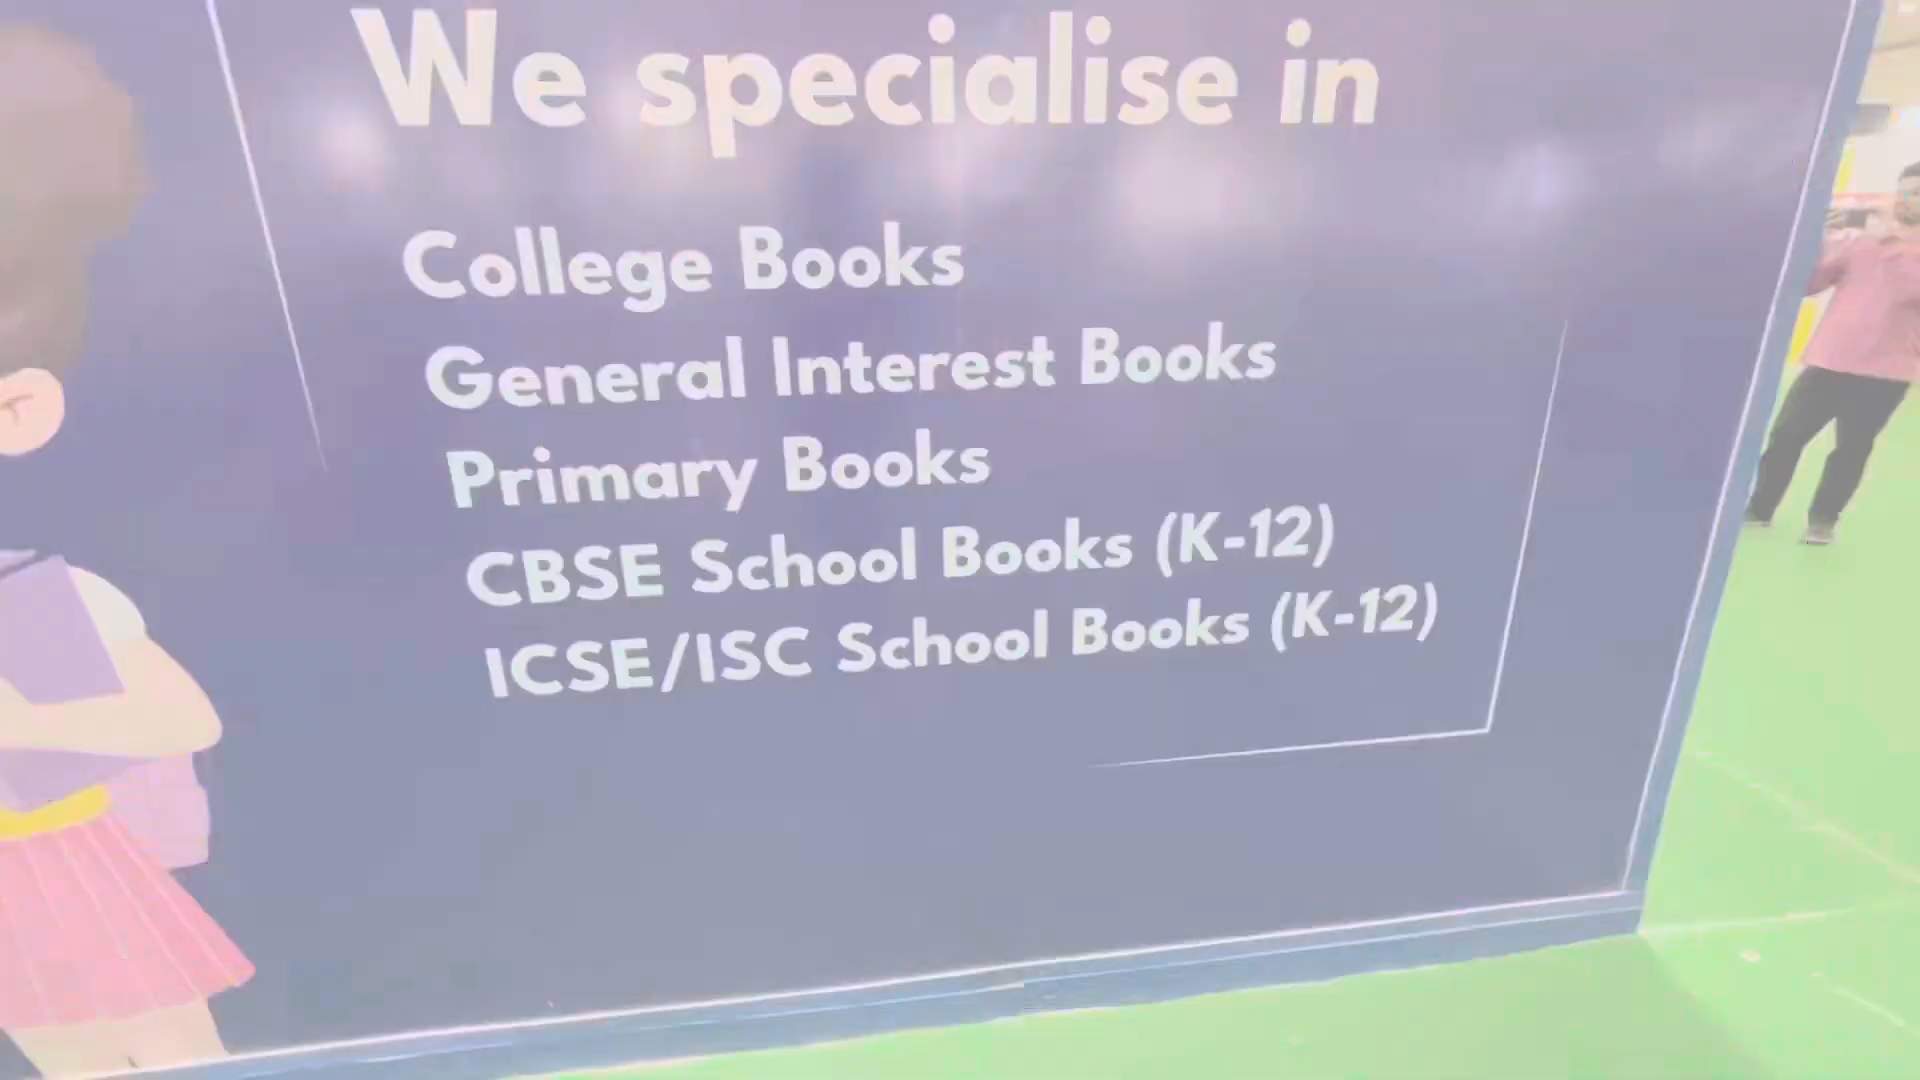 We specialise in
College Books
General Interest Books
Primary Books
CBSE School Books (K-12)
ICSE/ISC School Books (K-12)